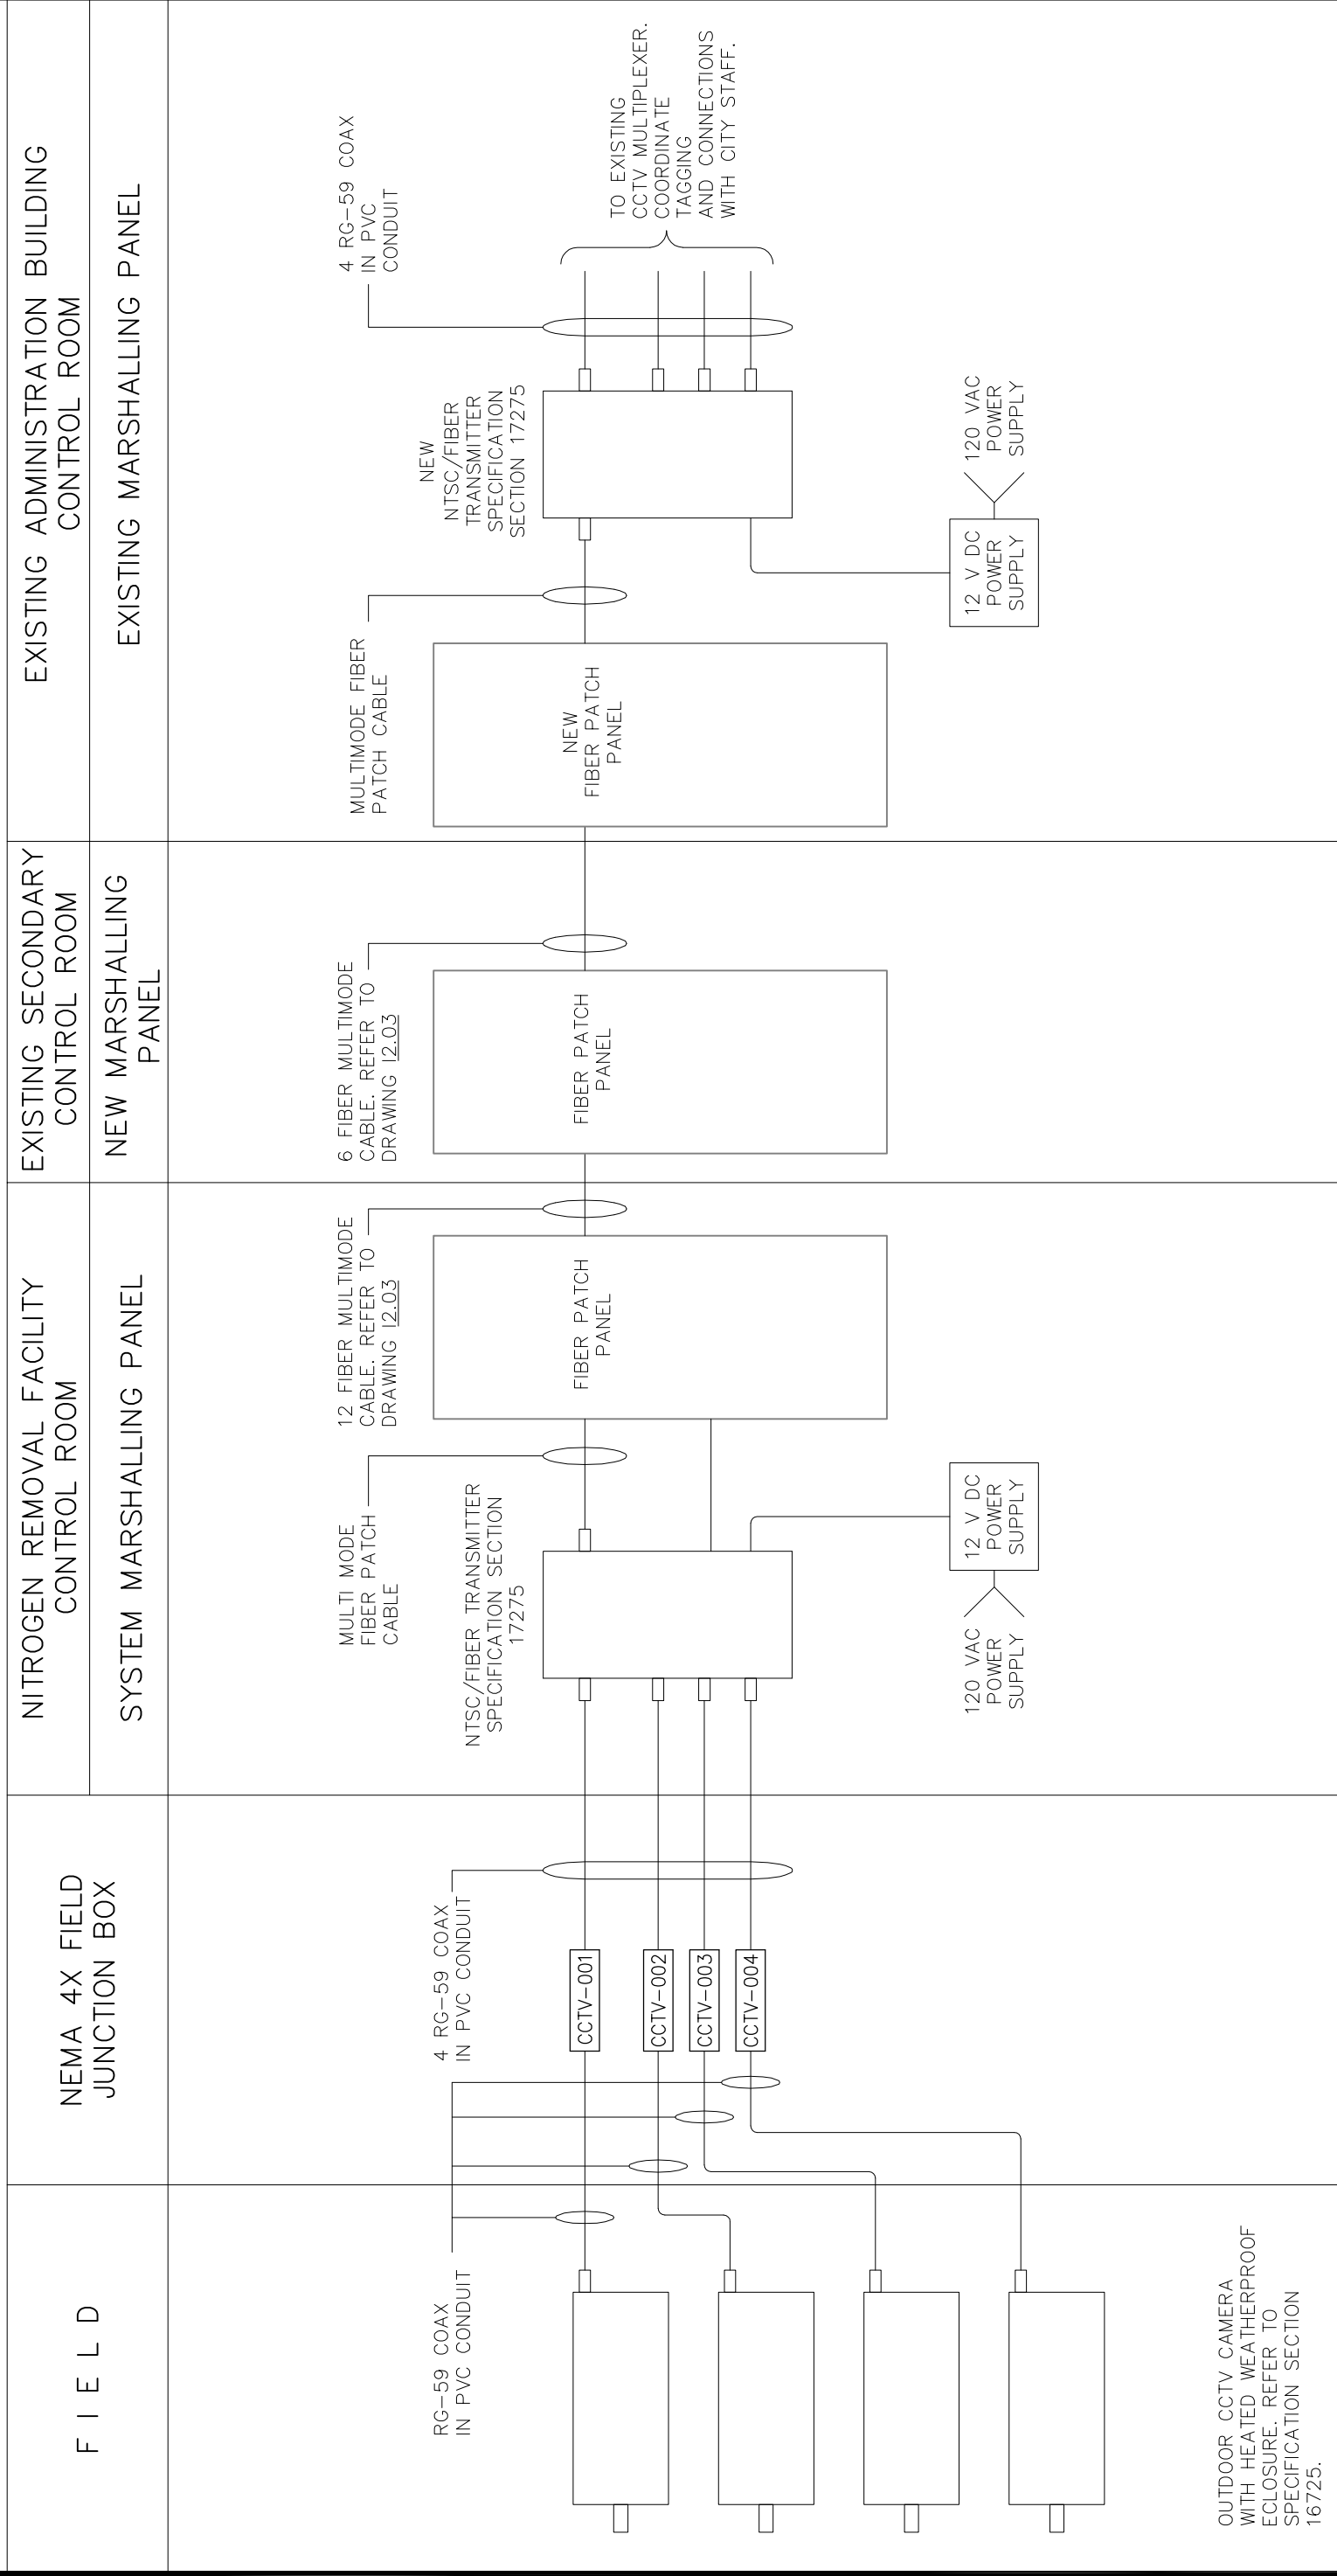 F I E L D
NEMA 4X FIELD
JUNCTION BOX
NITROGEN REMOVAL FACILITY
CONTROL ROOM
SYSTEM MARSHALLING PANEL
EXISTING SECONDARY
CONTROL ROOM
NEW MARSHALLING
PANEL
EXISTING ADMINISTRATION BUILDING
CONTROL ROOM
EXISTING MARSHALLING PANEL
RG-59 COAX
IN PVC CONDUIT
OUTDOOR CCTV CAMERA
WITH HEATED WEATHERPROOF
ECLOSURE. REFER TO
SPECIFICATION SECTION
16725.
4 RG-59 COAX
IN PVC CONDUIT
CCTV-001
CCTV-002
CCTV-003
CCTV-004
MULTI MODE
FIBER PATCH
CABLE
NTSC/FIBER TRANSMITTER
SPECIFICATION SECTION
17275
120 VAC
POWER
SUPPLY
12 V DC
POWER
SUPPLY
12 FIBER MULTIMODE
CABLE. REFER TO
DRAWING I2.03
FIBER PATCH
PANEL
6 FIBER MULTIMODE
CABLE. REFER TO
DRAWING I2.03
FIBER PATCH
PANEL
MULTIMODE FIBER
PATCH CABLE
NEW
FIBER PATCH
PANEL
NEW
NTSC/FIBER
TRANSMITTER
SPECIFICATION
SECTION 17275
12 V DC
POWER
SUPPLY
120 VAC
POWER
SUPPLY
4 RG-59 COAX
IN PVC
CONDUIT
TO EXISTING
CCTV MULTIPLEXER.
COORDINATE
TAGGING
AND CONNECTIONS
WITH CITY STAFF.